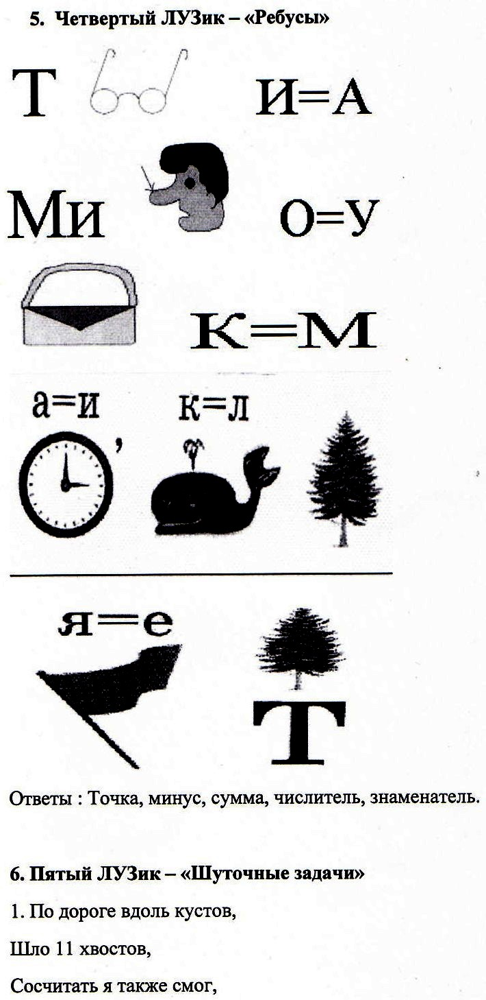 5. Четвертый ЛУЗик – «Ребусы»
Т И=А
Ми О=У
К=М
а=и к=л
,
я=е
Т
Ответы : Точка, минус, сумма, числитель, знаменатель.
6. Пятый ЛУЗик – «Шуточные задачи»
1. По дороге вдоль кустов,
Шло 11 хвостов,
Сосчитать я также смог,